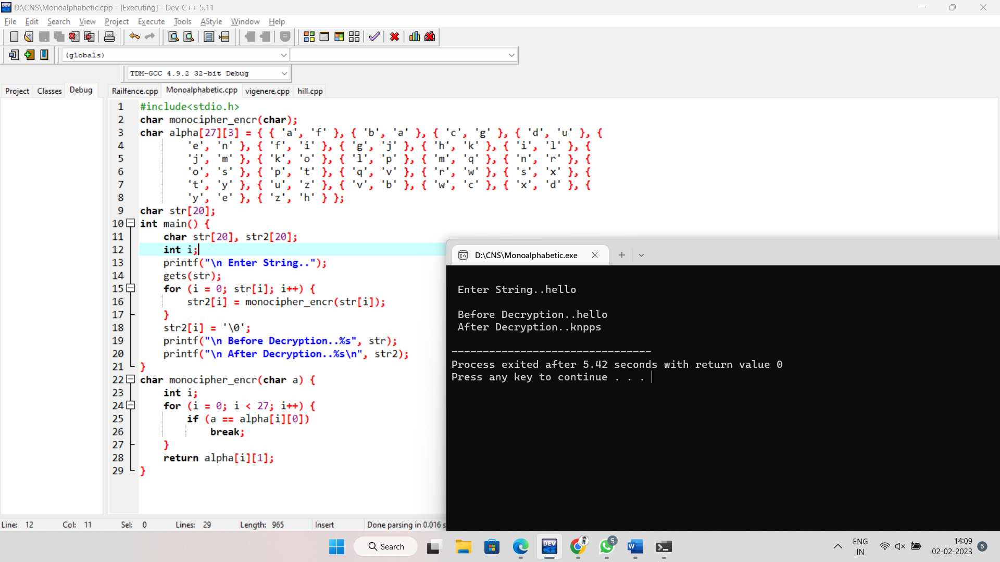 D:\CNS\Monoalphabetic.cpp - [Executing] - Dev-C++ 5.11
File Edit Search View Project Execute Tools AStyle Window Help
(globals)
TDM-GCC 4.9.2 32-bit Debug
Project Classes Debug
Railfence.cpp Monoalphabetic.cpp vigenere.cpp hill.cpp
1 #include<stdio.h>
2 char monocipher_encr(char);
3 char alpha[27][3] = { { 'a', 'f' }, { 'b', 'a' }, { 'c', 'g' }, { 'd', 'u' }, {
4 'e', 'n' }, { 'f', 'i' }, { 'g', 'j' }, { 'h', 'k' }, { 'i', 'l' }, {
5 'j', 'm' }, { 'k', 'o' }, { 'l', 'p' }, { 'm', 'q' }, { 'n', 'r' }, {
6 'o', 's' }, { 'p', 't' }, { 'q', 'v' }, { 'r', 'w' }, { 's', 'x' }, {
7 't', 'y' }, { 'u', 'z' }, { 'v', 'b' }, { 'w', 'c' }, { 'x', 'd' }, {
8 'y', 'e' }, { 'z', 'h' } };
9 char str[20];
10 int main() {
11 char str[20], str2[20];
12 int i;
13 printf("\n Enter String..");
14 gets(str);
15 for (i = 0; str[i]; i++) {
16 str2[i] = monocipher_encr(str[i]);
17 }
18 str2[i] = '\0';
19 printf("\n Before Decryption..%s", str);
20 printf("\n After Decryption..%s\n", str2);
21 }
22 char monocipher_encr(char a) {
23 int i;
24 for (i = 0; i < 27; i++) {
25 if (a == alpha[i][0])
26 break;
27 }
28 return alpha[i][1];
29 }
D:\CNS\Monoalphabetic.exe
Enter String..hello
Before Decryption..hello
After Decryption..knpps
--------------------------------
Process exited after 5.42 seconds with return value 0
Press any key to continue . . .
Line: 12 Col: 11 Sel: 0 Lines: 29 Length: 965 Insert Done parsing in 0.016 s
Search
DEV
C++
5
W
ENG
IN
14:09
02-02-2023
6